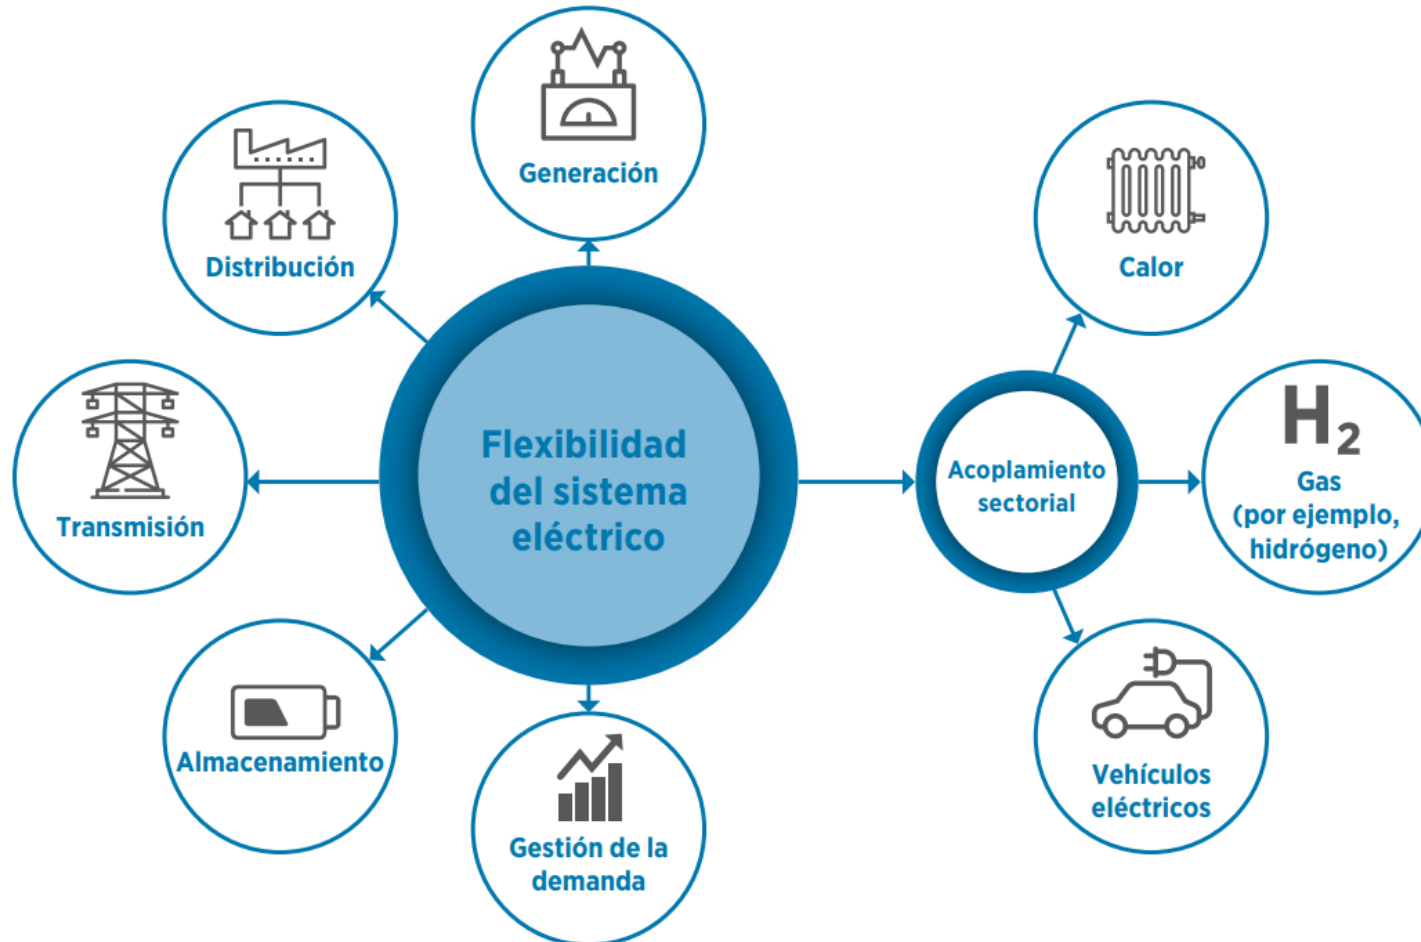 Generación
Distribución
Transmisión
Almacenamiento
Gestión de la
demanda
Flexibilidad
del sistema
eléctrico
Acoplamiento
sectorial
Calor
H₂
Gas
(por ejemplo,
hidrógeno)
Vehículos
eléctricos